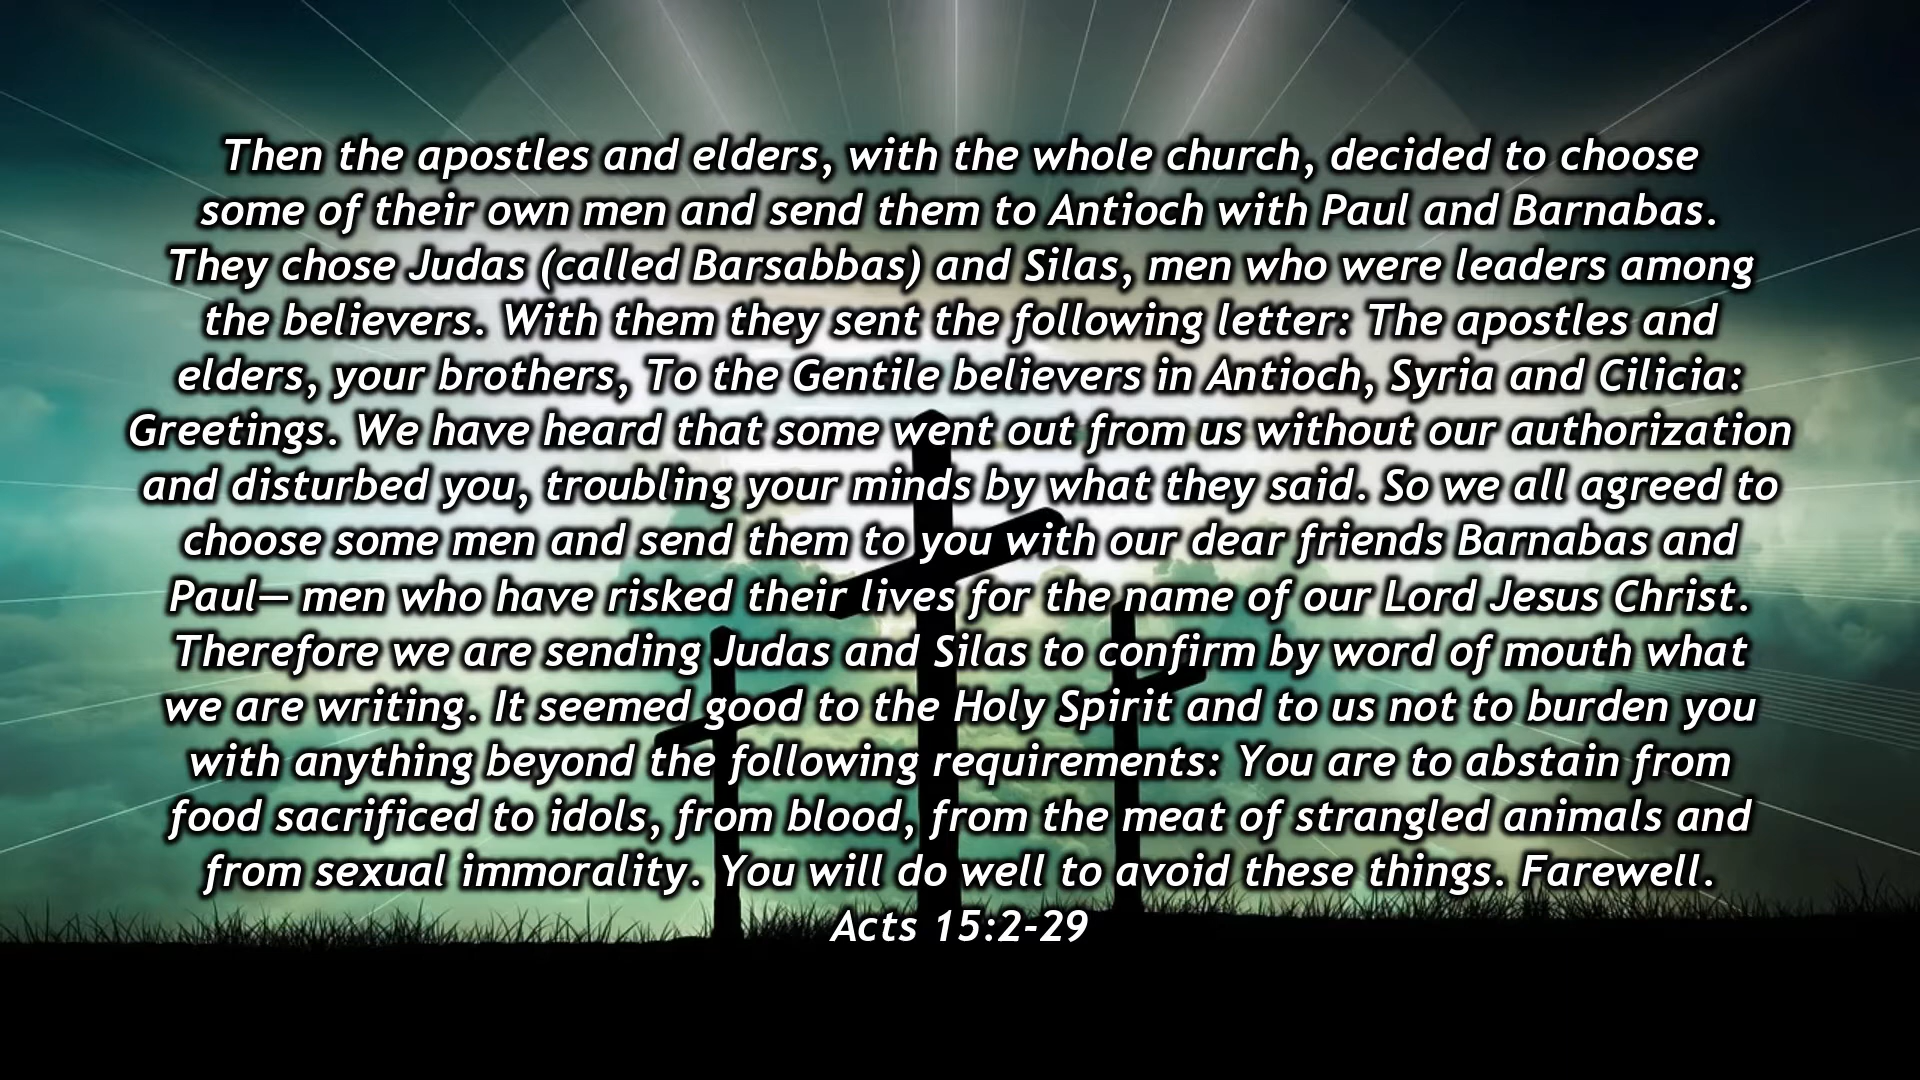 Then the apostles and elders, with the whole church, decided to choose
some of their own men and send them to Antioch with Paul and Barnabas.
They chose Judas (called Barsabbas) and Silas, men who were leaders among
the believers. With them they sent the following letter: The apostles and
elders, your brothers, To the Gentile believers in Antioch, Syria and Cilicia:
Greetings. We have heard that some went out from us without our authorization
and disturbed you, troubling your minds by what they said. So we all agreed to
choose some men and send them to you with our dear friends Barnabas and
Paul— men who have risked their lives for the name of our Lord Jesus Christ.
Therefore we are sending Judas and Silas to confirm by word of mouth what
we are writing. It seemed good to the Holy Spirit and to us not to burden you
with anything beyond the following requirements: You are to abstain from
food sacrificed to idols, from blood, from the meat of strangled animals and
from sexual immorality. You will do well to avoid these things. Farewell.
Acts 15:2-29